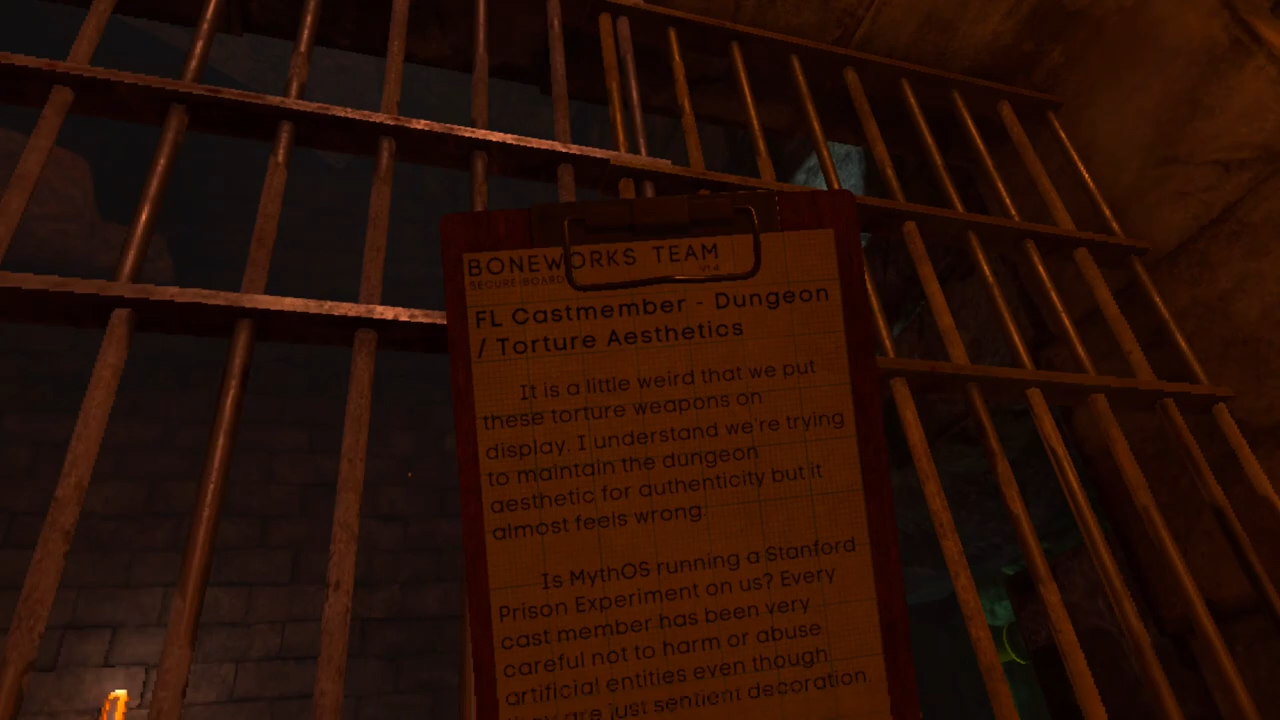 BONEWORKS TEAM
SECURE-BOARD V1.4
FL Castmember - Dungeon
/ Torture Aesthetics
It is a little weird that we put
these torture weapons on
display. I understand we're trying
to maintain the dungeon
aesthetic for authenticity but it
almost feels wrong.
Is MythOS running a Stanford
Prison Experiment on us? Every
cast member has been very
careful not to harm or abuse
artificial entities even though
they are just sentient decoration.